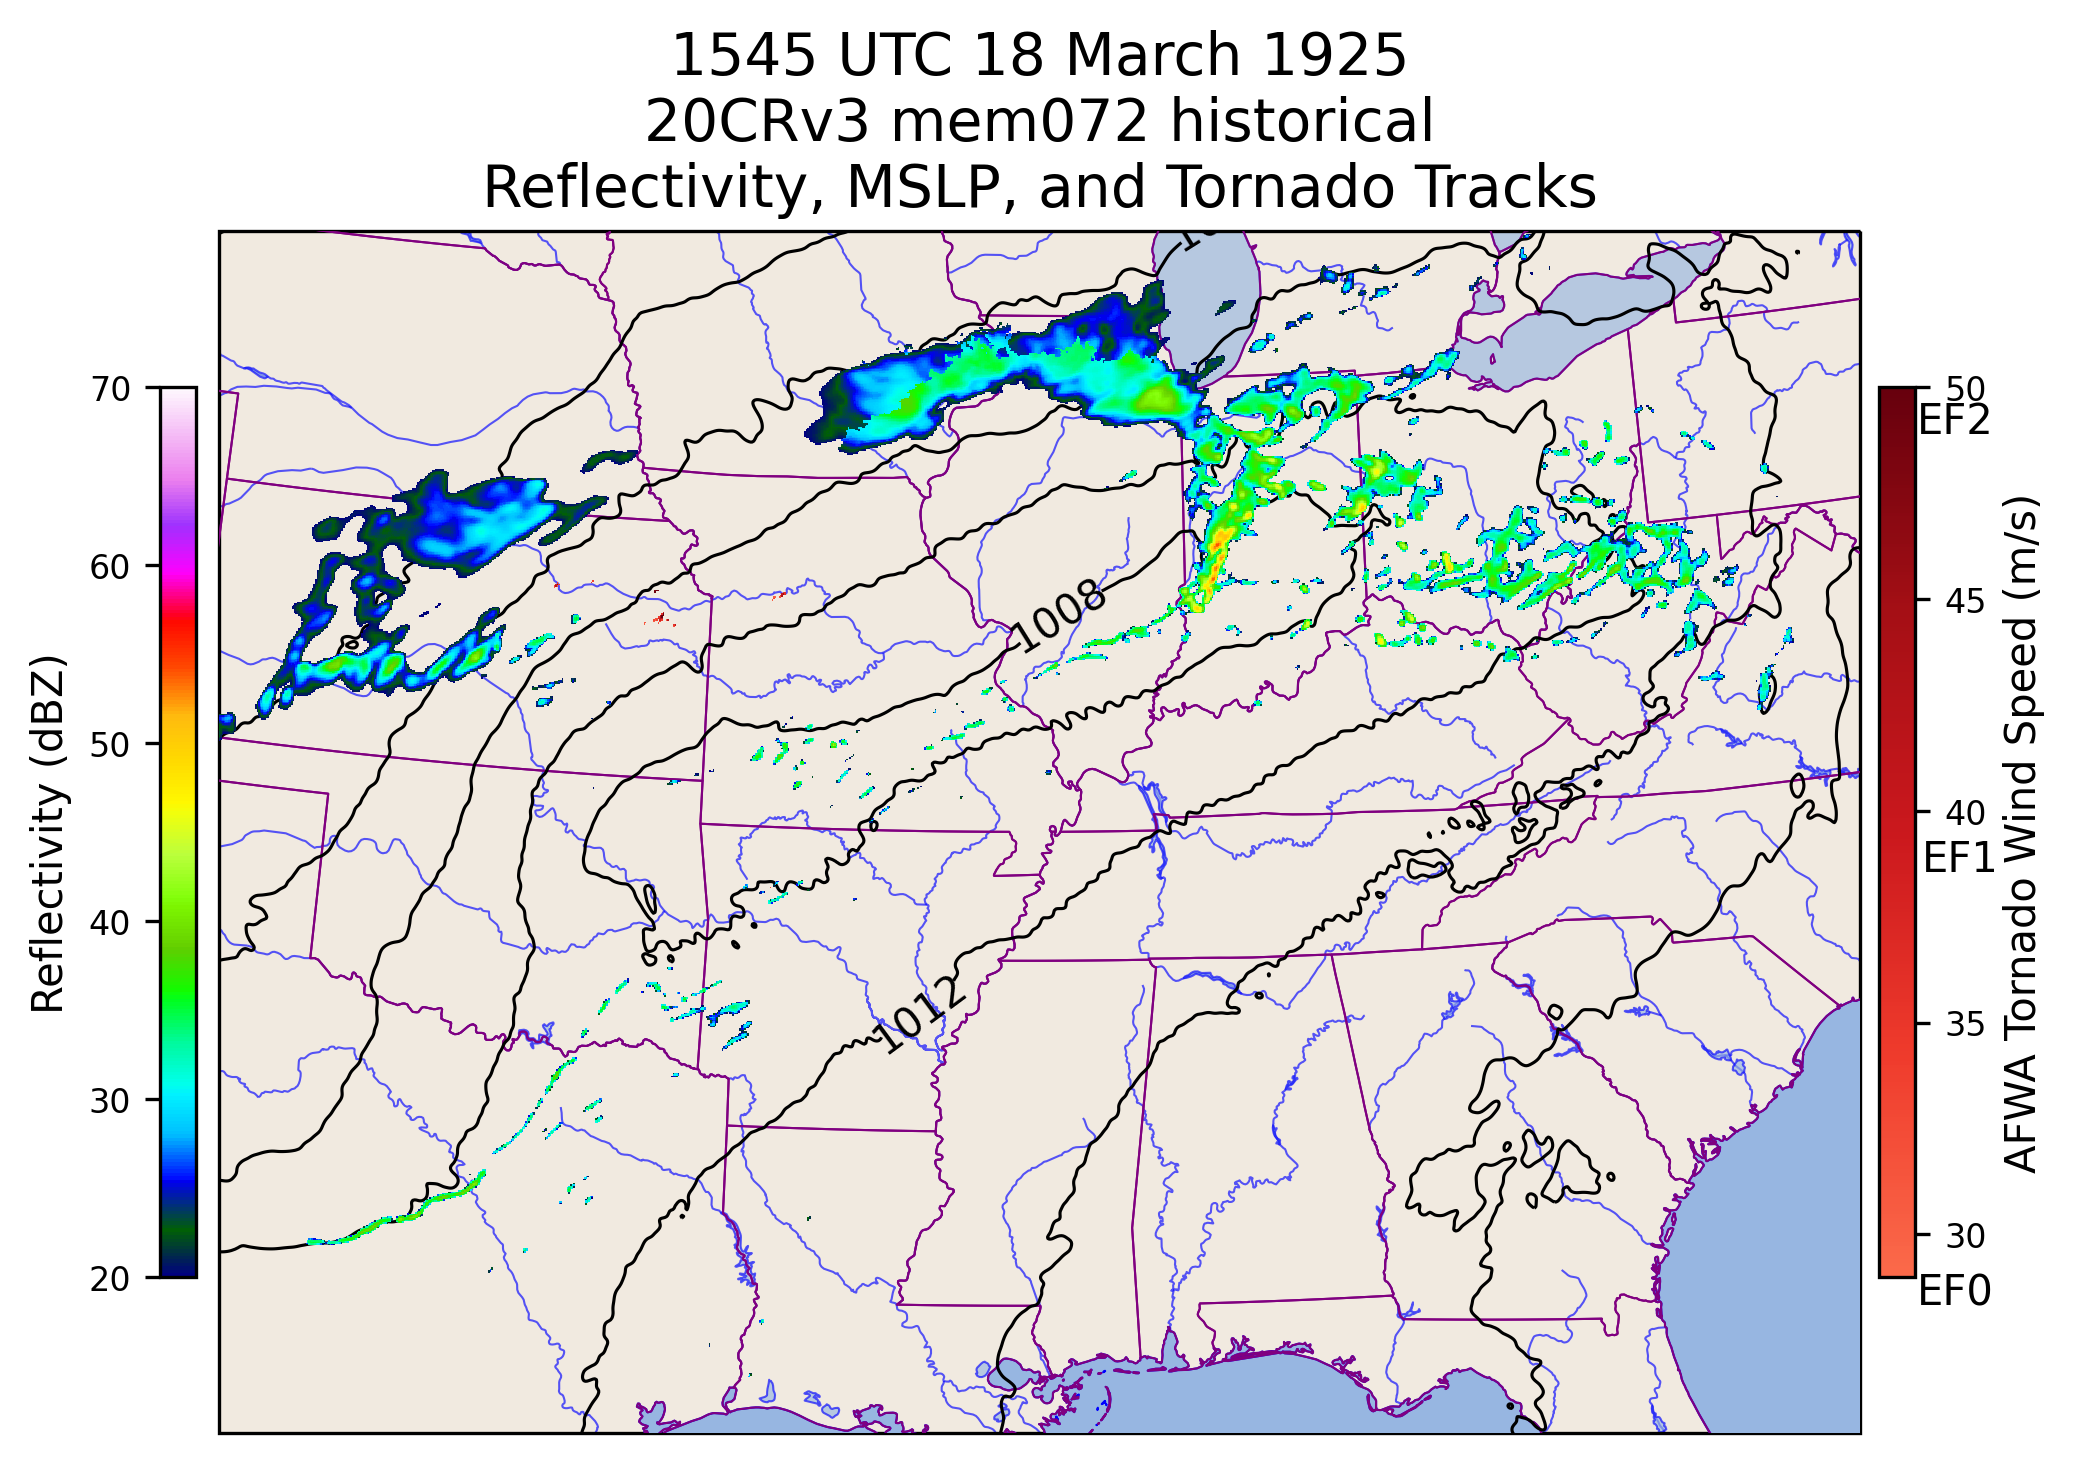 1545 UTC 18 March 1925
20CRv3 mem072 historical
Reflectivity, MSLP, and Tornado Tracks
Reflectivity (dBZ)
70
60
50
40
30
20
1008
1012
50
EF2
45
40
EF1
35
30
EF0
AFWA Tornado Wind Speed (m/s)